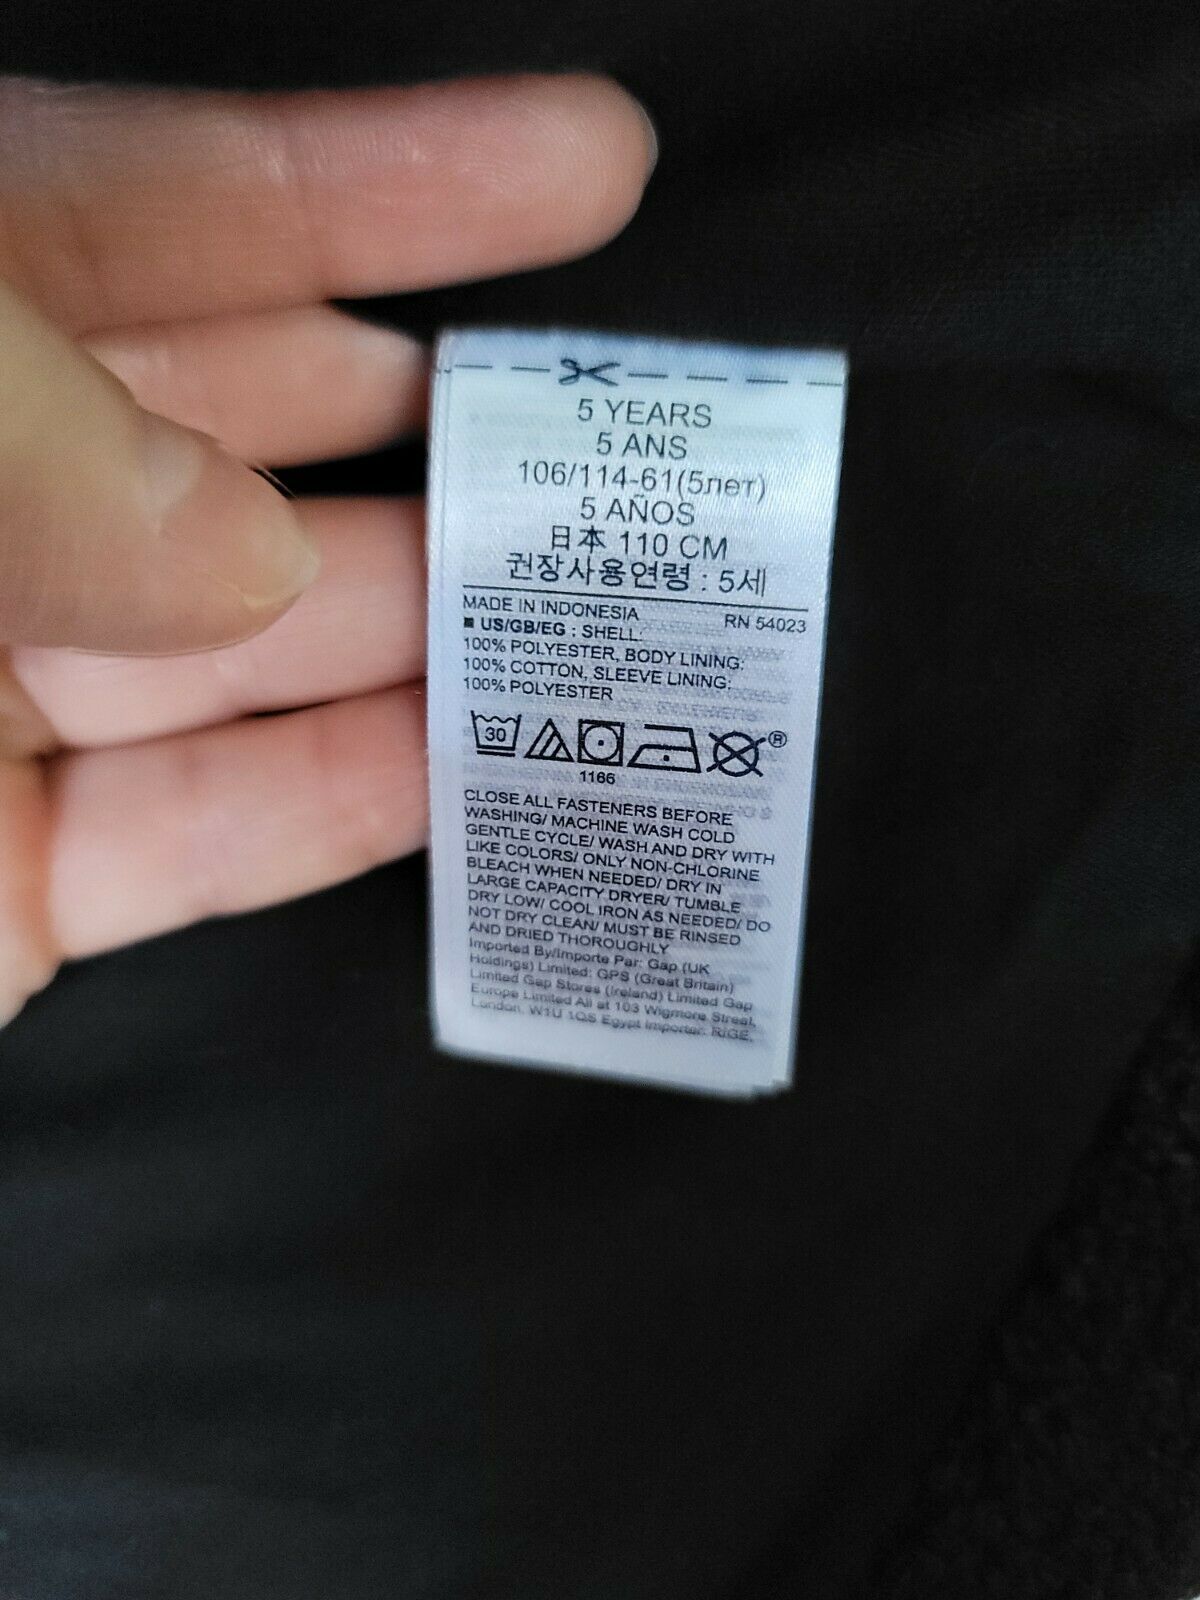 5 YEARS
5 ANS
106/114-61(5лет)
5 AÑOS
日本 110 CM
권장사용연령 : 5세
MADE IN INDONESIA RN 54023
■ US/GB/EG : SHELL:
100% POLYESTER, BODY LINING:
100% COTTON, SLEEVE LINING:
100% POLYESTER
30 ®
1166
CLOSE ALL FASTENERS BEFORE
WASHING/ MACHINE WASH COLD
GENTLE CYCLE/ WASH AND DRY WITH
LIKE COLORS/ ONLY NON-CHLORINE
BLEACH WHEN NEEDED/ DRY IN
LARGE CAPACITY DRYER/ TUMBLE
DRY LOW/ COOL IRON AS NEEDED/ DO
NOT DRY CLEAN/ MUST BE RINSED
AND DRIED THOROUGHLY
Imported By/Importe Par: Gap (UK
Holdings) Limited: GPS (Great Britain)
Limited Gap Stores (Ireland) Limited Gap
Europe Limited All at 103 Wigmore Street,
London. W1U 1QS Egypt Importer: RIGE,